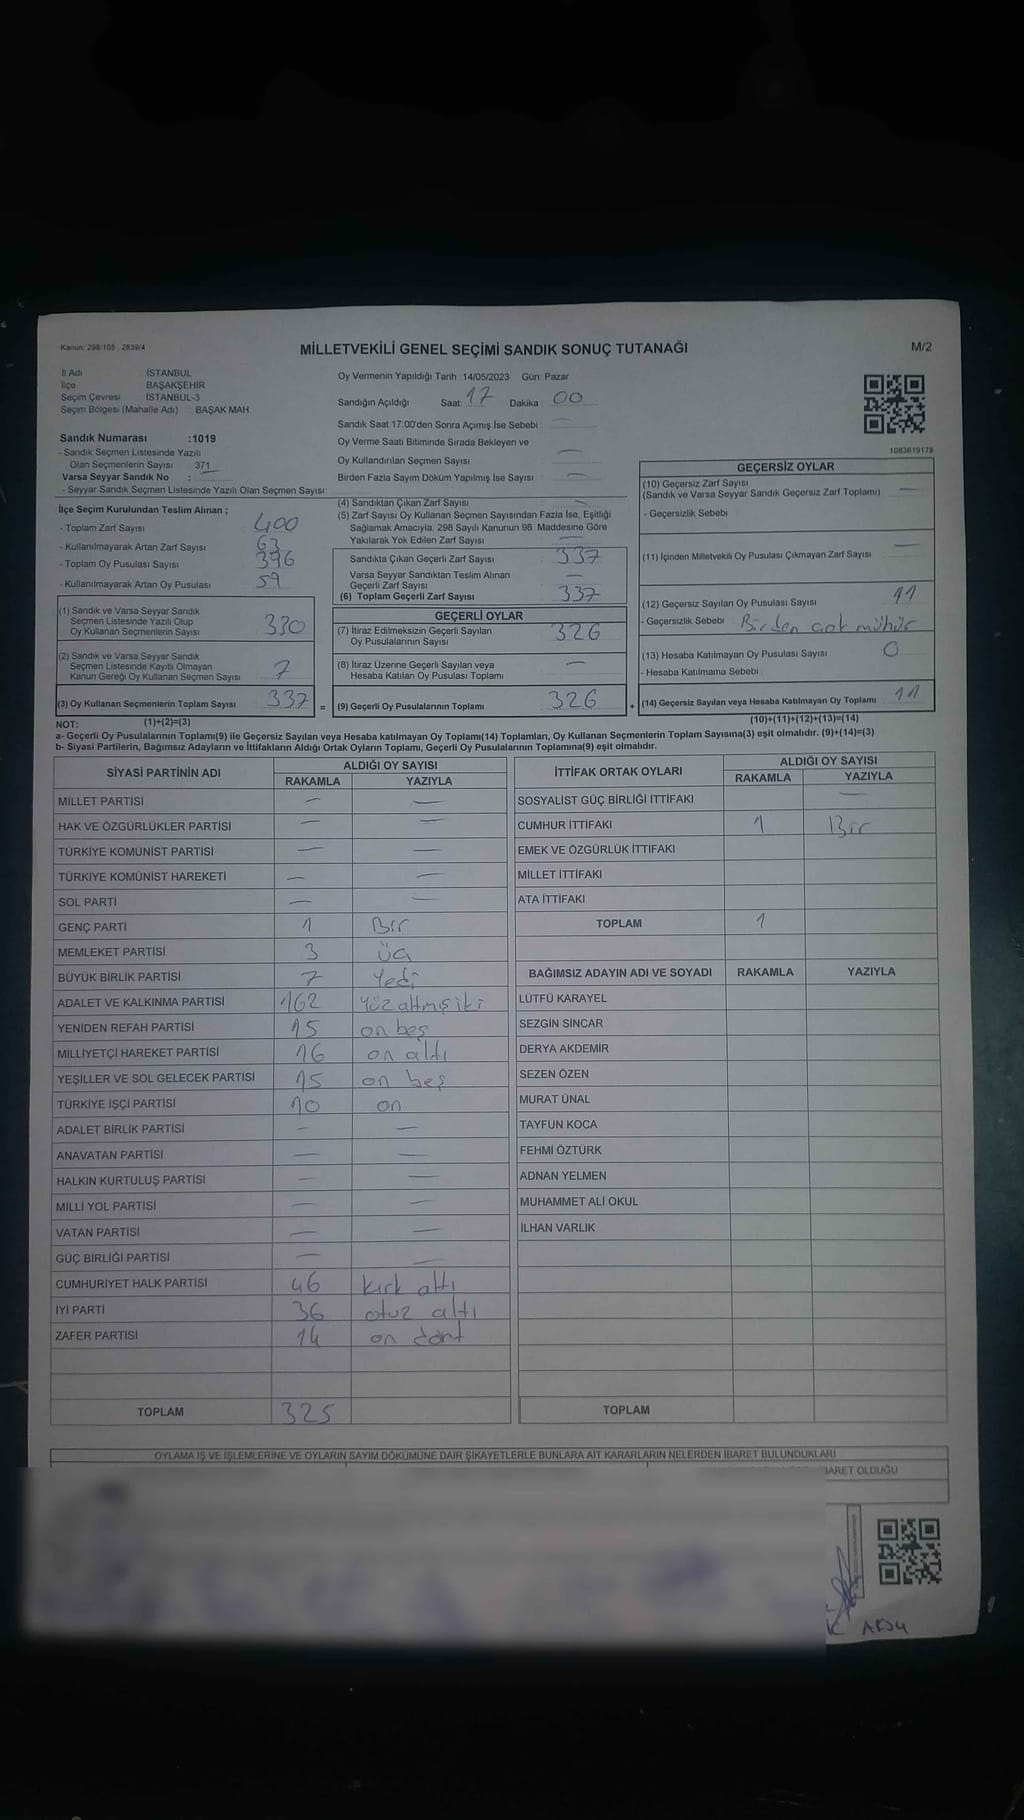 Kanun: 298/105 2839/4
MİLLETVEKİLİ GENEL SEÇİMİ SANDIK SONUÇ TUTANAĞI
M/2
İl Adı İSTANBUL
İlçe BAŞAKŞEHİR
Seçim Çevresi İSTANBUL-3
Seçim Bölgesi (Mahalle Adı) : BAŞAK MAH
Sandık Numarası :1019
- Sandık Seçmen Listesinde Yazılı
Olan Seçmenlerin Sayısı 371
Varsa Seyyar Sandık No :
- Seyyar Sandık Seçmen Listesinde Yazılı Olan Seçmen Sayısı:
Oy Vermenin Yapıldığı Tarih :14/05/2023 Gün: Pazar
Sandığın Açıldığı Saat: 17 Dakika : 00
Sandık Saat 17:00'den Sonra Açımış İse Sebebi : —
Oy Verme Saati Bitiminde Sırada Bekleyen ve
Oy Kullandırılan Seçmen Sayısı : —
Birden Fazla Sayım Döküm Yapılmış İse Sayısı : —
1083619178
İlçe Seçim Kurulundan Teslim Alınan ;
- Toplam Zarf Sayısı 400
- Kullanılmayarak Artan Zarf Sayısı 63
- Toplam Oy Pusulası Sayısı 396
- Kullanılmayarak Artan Oy Pusulası 59
(1) Sandık ve Varsa Seyyar Sandık
Seçmen Listesinde Yazılı Olup
Oy Kullanan Seçmenlerin Sayısı 330
(2) Sandık ve Varsa Seyyar Sandık
Seçmen Listesinde Kayıtlı Olmayan
Kanun Gereği Oy Kullanan Seçmen Sayısı 7
(3) Oy Kullanan Seçmenlerin Toplam Sayısı 337 =
(4) Sandıktan Çıkan Zarf Sayısı —
(5) Zarf Sayısı Oy Kullanan Seçmen Sayısından Fazla İse, Eşitliği
Sağlamak Amacıyla, 298 Sayılı Kanunun 98. Maddesine Göre
Yakılarak Yok Edilen Zarf Sayısı —
Sandıkta Çıkan Geçerli Zarf Sayısı 337
Varsa Seyyar Sandıktan Teslim Alınan
Geçerli Zarf Sayısı —
(6) Toplam Geçerli Zarf Sayısı 337
GEÇERLİ OYLAR
(7) İtiraz Edilmeksizin Geçerli Sayılan
Oy Pusulalarının Sayısı 326
(8) İtiraz Üzerine Geçerli Sayılan veya
Hesaba Katılan Oy Pusulası Toplamı —
(9) Geçerli Oy Pusulalarının Toplamı 326 +
GEÇERSİZ OYLAR
(10) Geçersiz Zarf Sayısı —
(Sandık ve Varsa Seyyar Sandık Geçersiz Zarf Toplamı)
- Geçersizlik Sebebi
(11) İçinden Milletvekili Oy Pusulası Çıkmayan Zarf Sayısı —
(12) Geçersiz Sayılan Oy Pusulası Sayısı 11
- Geçersizlik Sebebi : Birden çok mühür
(13) Hesaba Katılmayan Oy Pusulası Sayısı 0
- Hesaba Katılmama Sebebi :
(14) Geçersiz Sayılan veya Hesaba Katılmayan Oy Toplamı 11
NOT: (1)+(2)=(3)
(10)+(11)+(12)+(13)=(14)
a- Geçerli Oy Pusulalarının Toplamı(9) ile Geçersiz Sayılan veya Hesaba katılmayan Oy Toplamı(14) Toplamları, Oy Kullanan Seçmenlerin Toplam Sayısına(3) eşit olmalıdır. (9)+(14)=(3)
b- Siyasi Partilerin, Bağımsız Adayların ve İttifakların Aldığı Ortak Oyların Toplamı, Geçerli Oy Pusulalarının Toplamına(9) eşit olmalıdır.
SİYASİ PARTİNİN ADI ALDIĞI OY SAYISI
RAKAMLA YAZIYLA
MİLLET PARTİSİ — —
HAK VE ÖZGÜRLÜKLER PARTİSİ — —
TÜRKİYE KOMÜNİST PARTİSİ — —
TÜRKİYE KOMÜNİST HAREKETİ — —
SOL PARTİ — —
GENÇ PARTİ 1 Bir
MEMLEKET PARTİSİ 3 üç
BÜYÜK BİRLİK PARTİSİ 7 Yedi
ADALET VE KALKINMA PARTİSİ 162 Yüz altmış iki
YENİDEN REFAH PARTİSİ 15 on beş
MİLLİYETÇİ HAREKET PARTİSİ 16 on altı
YEŞİLLER VE SOL GELECEK PARTİSİ 15 on beş
TÜRKİYE İŞÇİ PARTİSİ 10 on
ADALET BİRLİK PARTİSİ — —
ANAVATAN PARTİSİ — —
HALKIN KURTULUŞ PARTİSİ — —
MİLLİ YOL PARTİSİ — —
VATAN PARTİSİ — —
GÜÇ BİRLİĞİ PARTİSİ — —
CUMHURİYET HALK PARTİSİ 46 kırk altı
İYİ PARTİ 36 otuz altı
ZAFER PARTİSİ 14 on dört
TOPLAM 325
İTTİFAK ORTAK OYLARI ALDIĞI OY SAYISI
RAKAMLA YAZIYLA
SOSYALİST GÜÇ BİRLİĞİ İTTİFAKI —
CUMHUR İTTİFAKI 1 Bir
EMEK VE ÖZGÜRLÜK İTTİFAKI
MİLLET İTTİFAKI
ATA İTTİFAKI
TOPLAM 1
BAĞIMSIZ ADAYIN ADI VE SOYADI RAKAMLA YAZIYLA
LÜTFÜ KARAYEL
SEZGİN SİNCAR
DERYA AKDEMİR
SEZEN ÖZEN
MURAT ÜNAL
TAYFUN KOCA
FEHMİ ÖZTÜRK
ADNAN YELMEN
MUHAMMET ALİ OKUL
İLHAN VARLIK
TOPLAM
OYLAMA İŞ VE İŞLEMLERİNE VE OYLARIN SAYIM DÖKÜMÜNE DAİR ŞİKAYETLERLE BUNLARA AİT KARARLARIN NELERDEN İBARET BULUNDUKLARI
BARET OLDUĞU